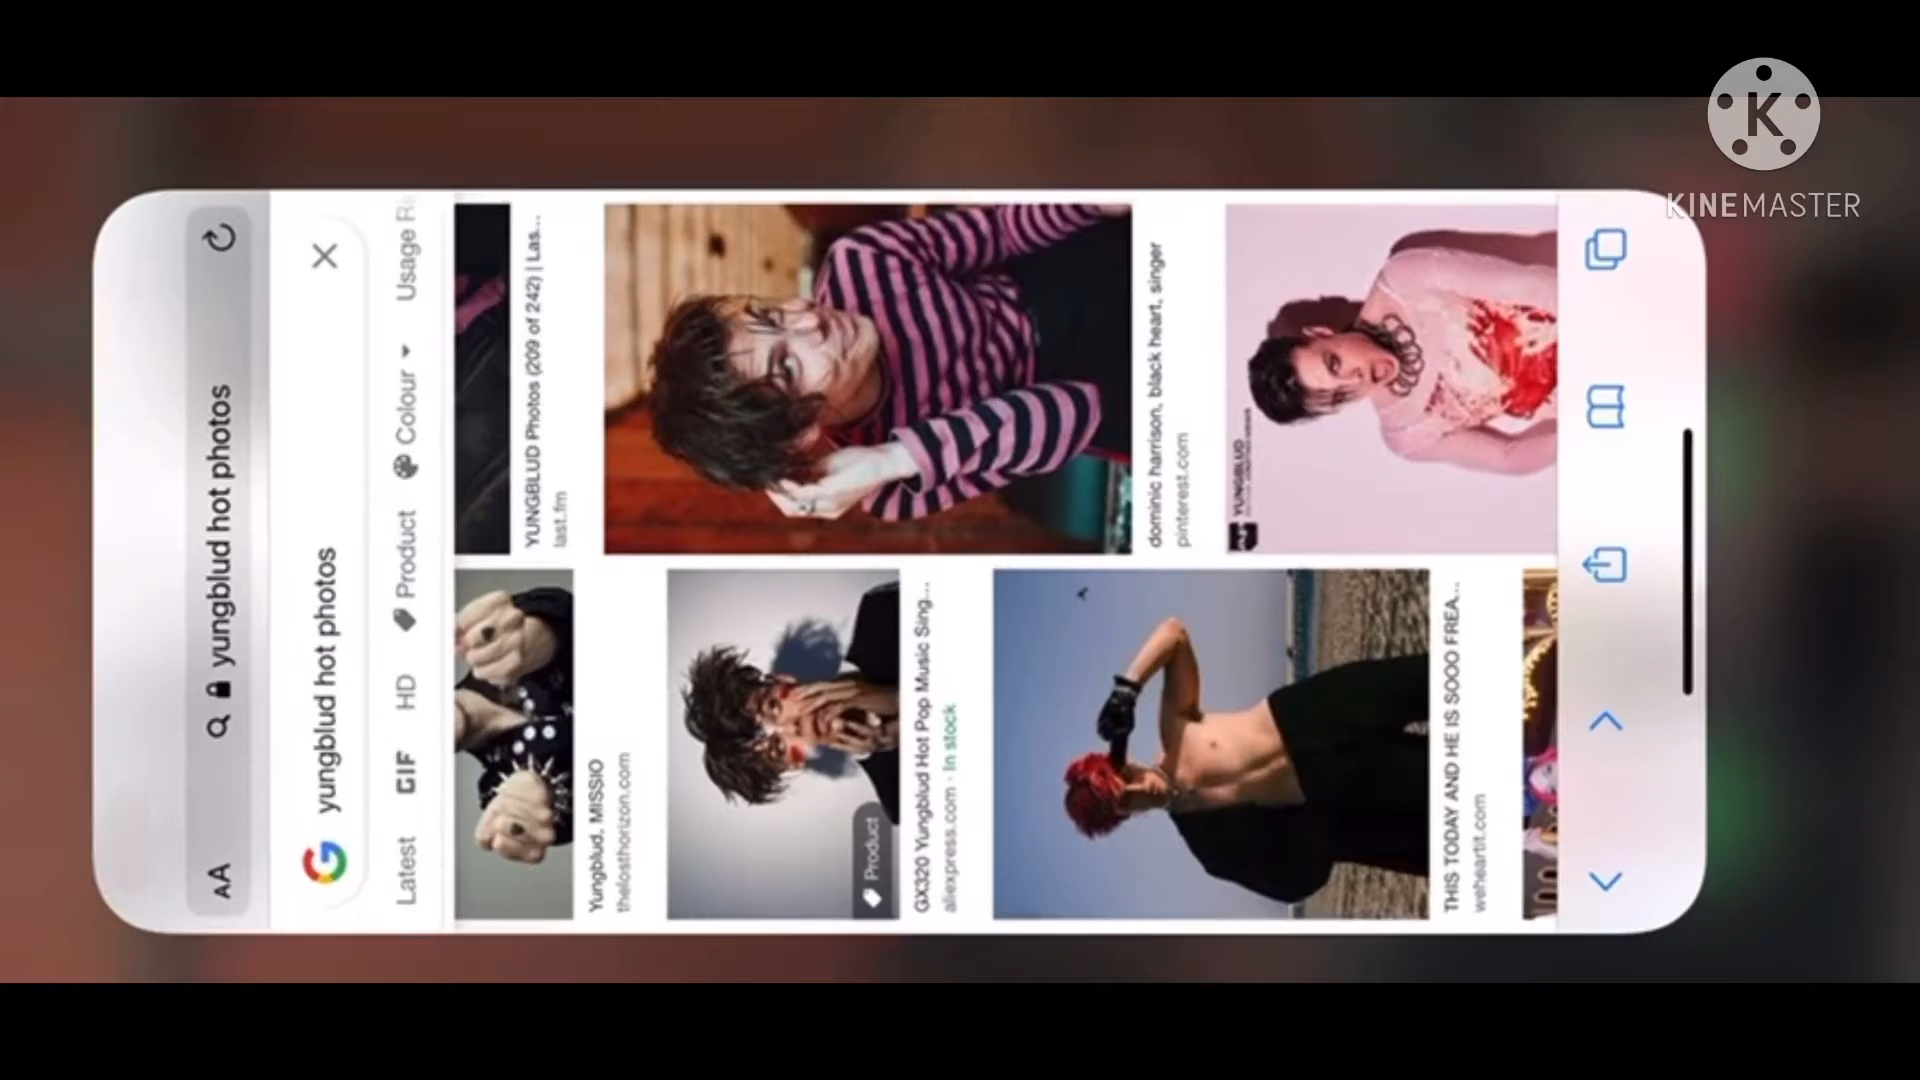 KINEMASTER
AA
yungblud hot photos
yungblud hot photos
Latest
GIF
HD
Product
Colour
Usage Ri
Yungblud, MISSIO
thelosthorizon.com
YUNGBLUD Photos (209 of 242) | Las...
last.fm
Product
GX320 Yungblud Hot Pop Music Sing...
aliexpress.com · In stock
dominic harrison, black heart, singer
pinterest.com
YUNGBLUD
THIS TODAY AND HE IS SOOO FREA...
weheartit.com